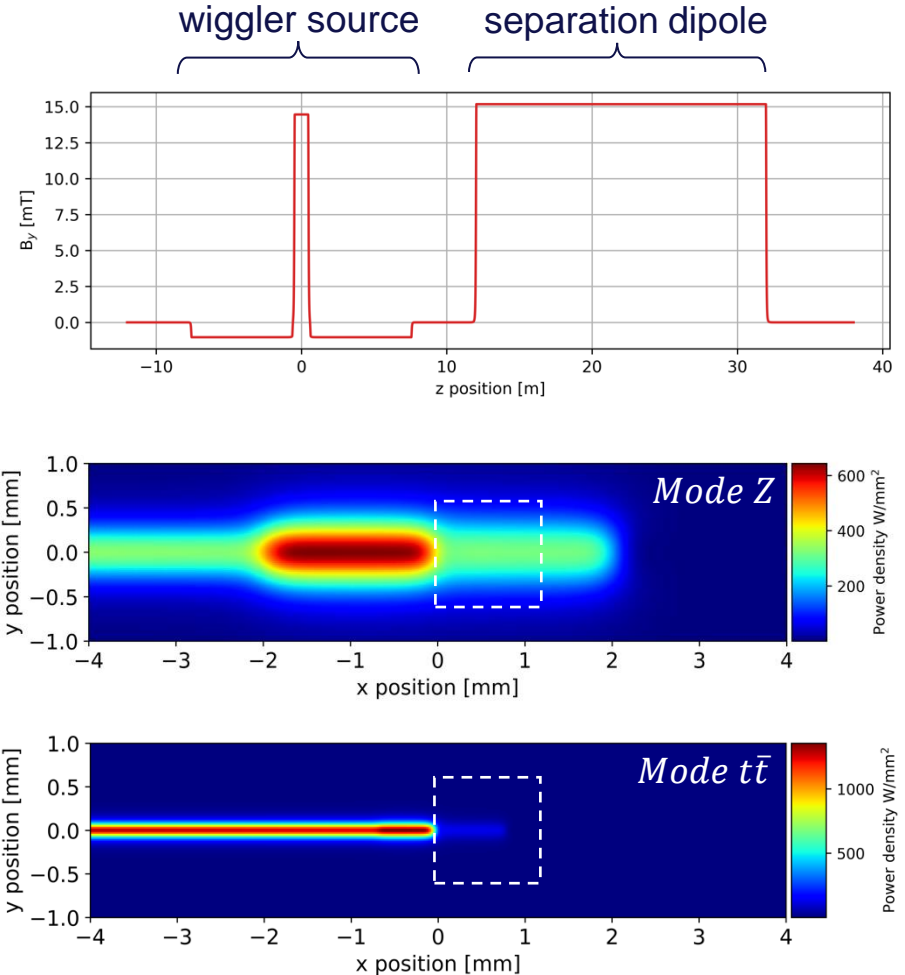 wiggler source separation dipole
15.0
12.5
10.0
7.5
5.0
2.5
0.0
B_y [mT]
−10 0 10 20 30 40
z position [m]
Mode Z
1.0
0.5
0.0
−0.5
−1.0
y position [mm]
−4 −3 −2 −1 0 1 2 3 4
x position [mm]
600
400
200
Power density W/mm²
Mode tt̄
1.0
0.5
0.0
−0.5
−1.0
y position [mm]
−4 −3 −2 −1 0 1 2 3 4
x position [mm]
1000
500
Power density W/mm²